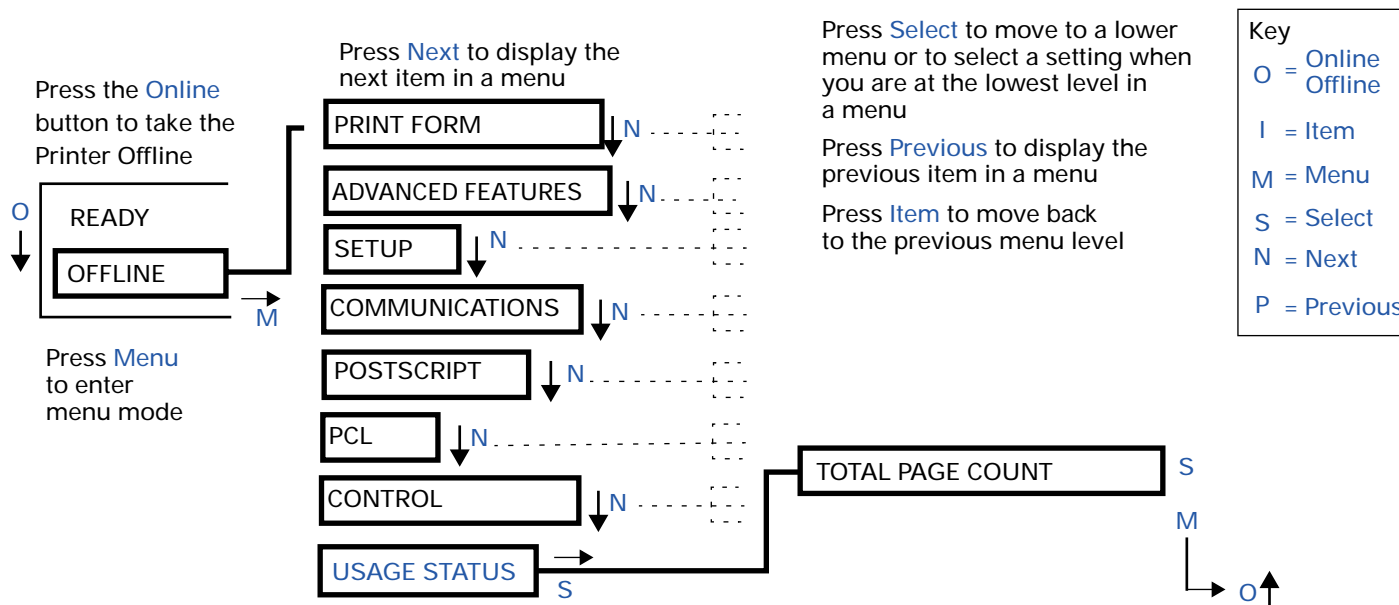 Press the Online
button to take the
Printer Offline
O
READY
OFFLINE
M
Press Menu
to enter
menu mode
Press Next to display the
next item in a menu
PRINT FORM
N
ADVANCED FEATURES
N
SETUP
N
COMMUNICATIONS
N
POSTSCRIPT
N
PCL
N
CONTROL
N
USAGE STATUS
S
Press Select to move to a lower
menu or to select a setting when
you are at the lowest level in
a menu
Press Previous to display the
previous item in a menu
Press Item to move back
to the previous menu level
TOTAL PAGE COUNT
S
M
O
Key
O = Online
Offline
I = Item
M = Menu
S = Select
N = Next
P = Previous